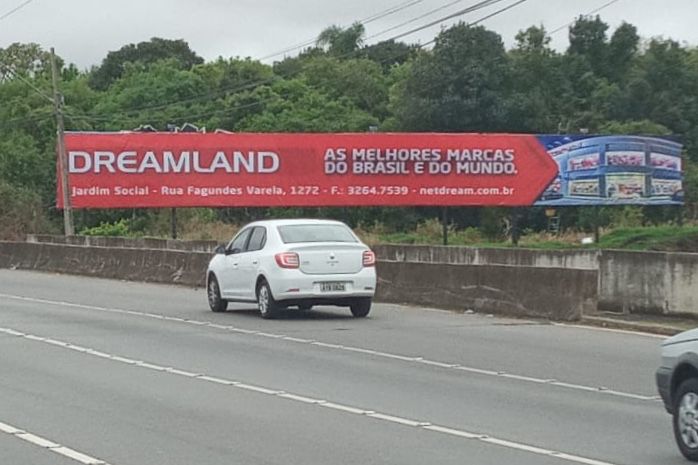 DREAMLAND
AS MELHORES MARCAS
DO BRASIL E DO MUNDO.
Jardim Social - Rua Fagundes Varela, 1272 - F.: 3264.7539 - netdream.com.br